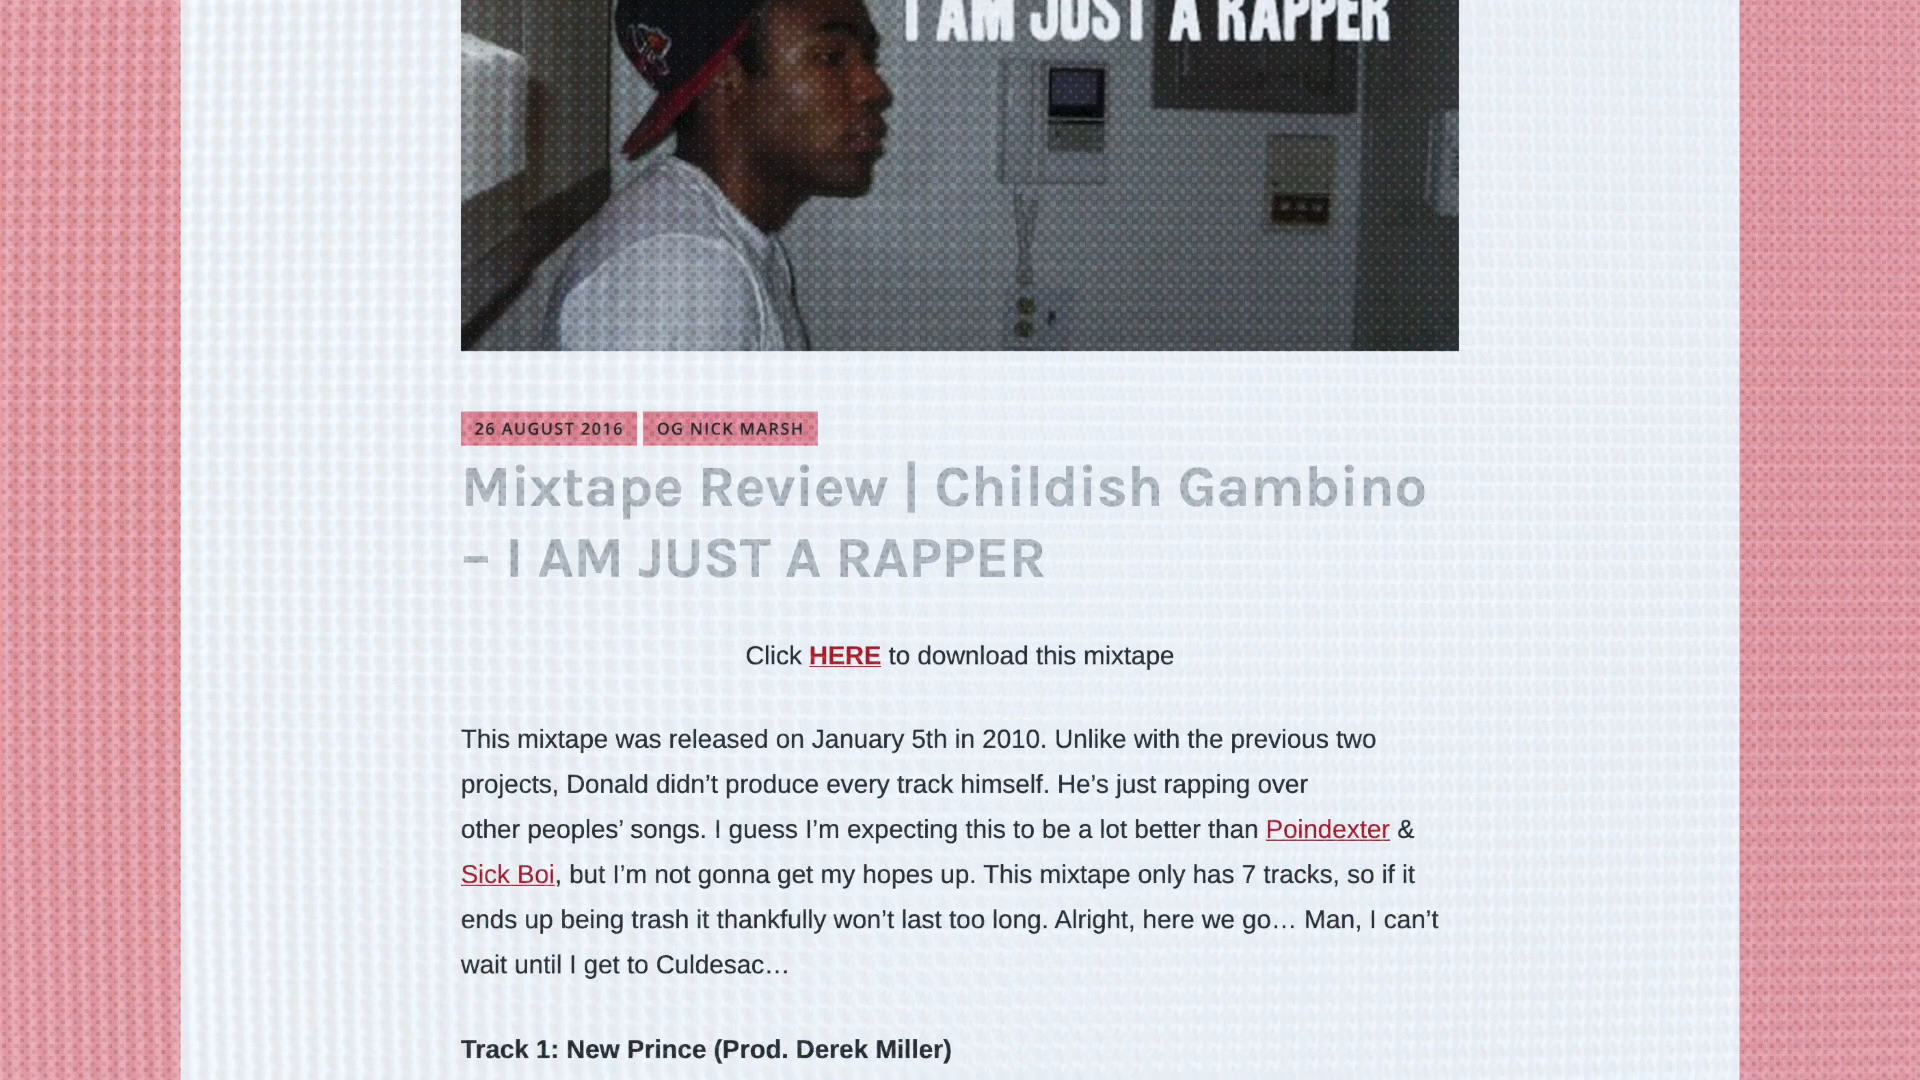 I AM JUST A RAPPER
26 AUGUST 2016 OG NICK MARSH
Mixtape Review | Childish Gambino
– I AM JUST A RAPPER
Click HERE to download this mixtape
This mixtape was released on January 5th in 2010. Unlike with the previous two
projects, Donald didn’t produce every track himself. He’s just rapping over
other peoples’ songs. I guess I’m expecting this to be a lot better than Poindexter &
Sick Boi, but I’m not gonna get my hopes up. This mixtape only has 7 tracks, so if it
ends up being trash it thankfully won’t last too long. Alright, here we go… Man, I can’t
wait until I get to Culdesac…
Track 1: New Prince (Prod. Derek Miller)